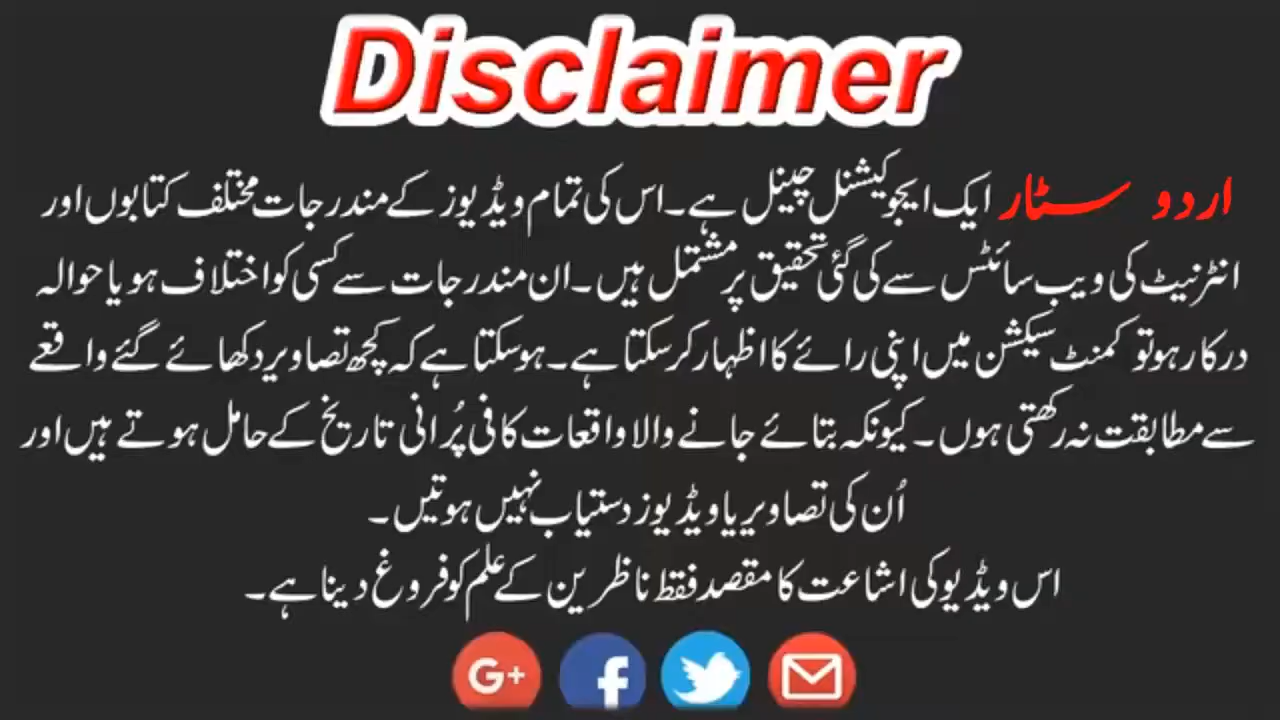 Disclaimer
اردو سٹار ایک ایجوکیشنل چینل ہے۔ اس کی تمام ویڈیوز کے مندرجات مختلف کتابوں اور
انٹرنیٹ کی ویب سائٹس سے کی گئی تحقیق پر مشتمل ہیں۔ ان مندرجات سے کسی کو اختلاف ہو یا حوالہ
درکار ہو تو کمنٹ سیکشن میں اپنی رائے کا اظہار کر سکتا ہے۔ ہو سکتا ہے کہ کچھ تصاویر دکھائے گئے واقعے
سے مطابقت نہ رکھتی ہوں۔ کیونکہ بتائے جانے والا واقعات کافی پُرانی تاریخ کے حامل ہوتے ہیں اور
اُن کی تصاویر یا ویڈیوز دستیاب نہیں ہوتیں۔
اس ویڈیو کی اشاعت کا مقصد فقط ناظرین کے علم کو فروغ دینا ہے۔
G+ f